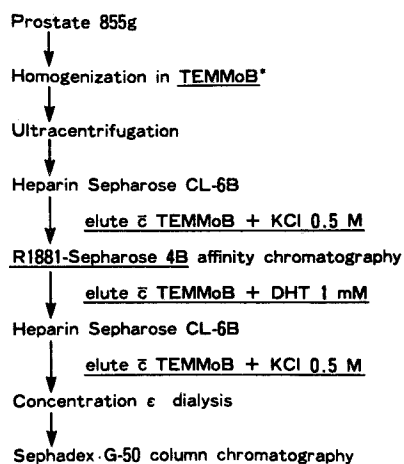 Prostate 855g
Homogenization in TEMMoB*
Ultracentrifugation
Heparin Sepharose CL-6B
elute c̄ TEMMoB + KCl 0.5 M
R1881-Sepharose 4B affinity chromatography
elute c̄ TEMMoB + DHT 1 mM
Heparin Sepharose CL-6B
elute c̄ TEMMoB + KCl 0.5 M
Concentration ε dialysis
Sephadex·G-50 column chromatography